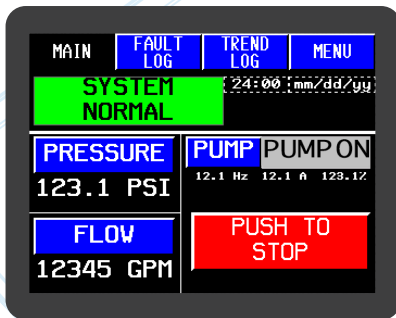 MAIN
FAULT
LOG
TREND
LOG
MENU
SYSTEM
NORMAL
24:00 mm/dd/yy
PRESSURE
123.1 PSI
PUMP PUMP ON
12.1 Hz 12.1 A 123.1%
FLOW
12345 GPM
PUSH TO
STOP